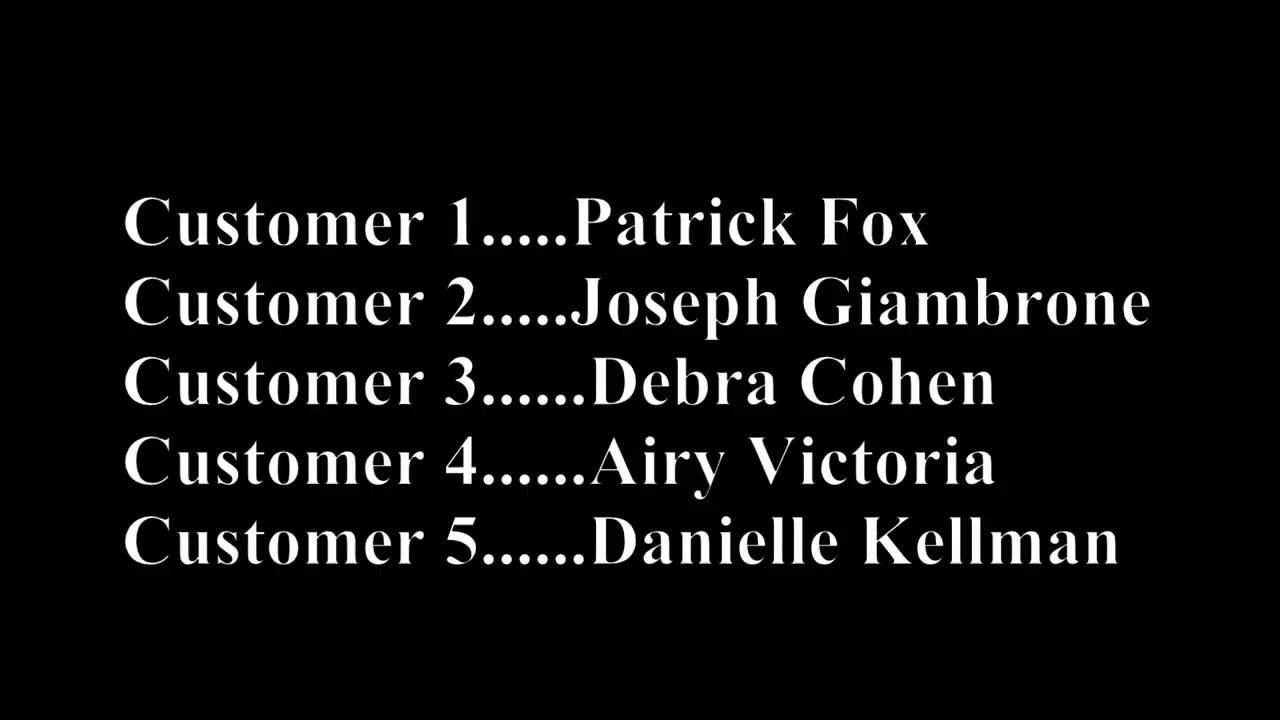 Customer 1.....Patrick Fox
Customer 2.....Joseph Giambrone
Customer 3......Debra Cohen
Customer 4......Airy Victoria
Customer 5......Danielle Kellman